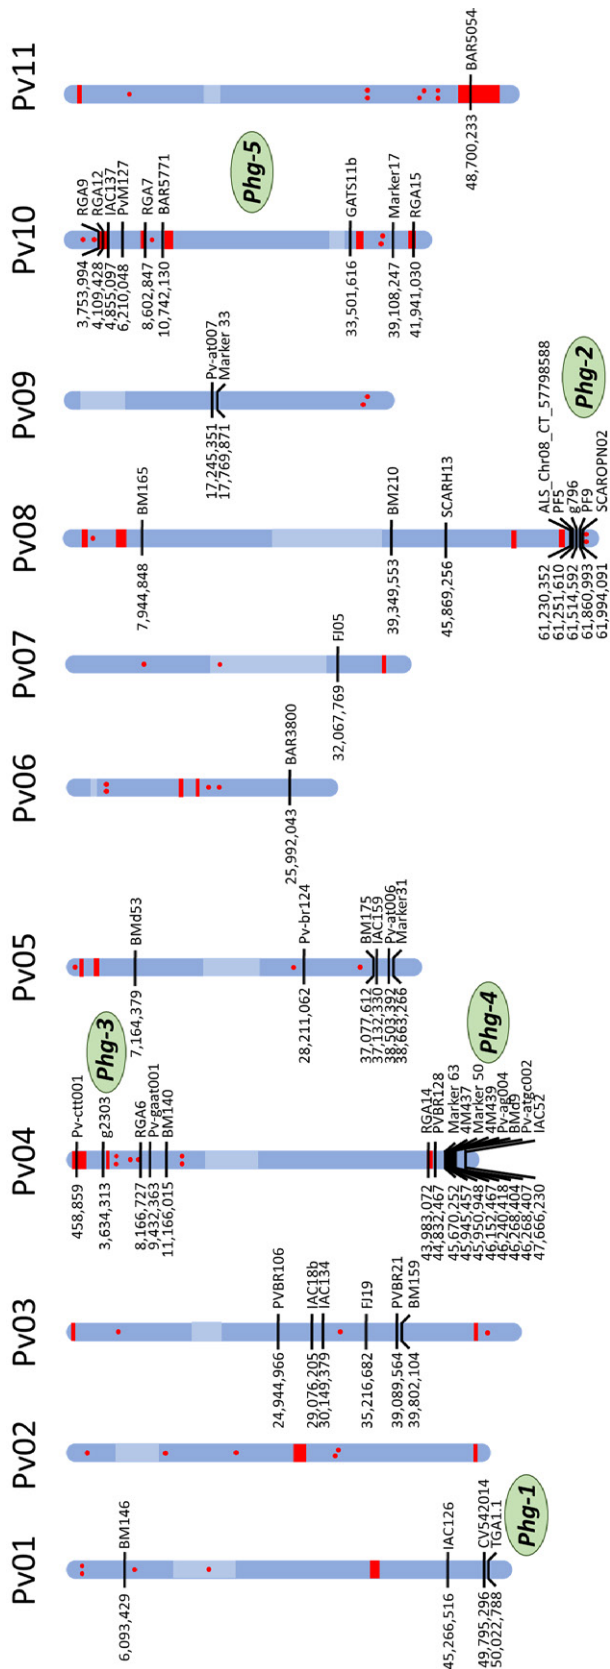 Pv01
6,093,429 BM146
45,266,516 IAC126
49,795,296 CV542014
50,022,788 TGA1.1
Phg-1
Pv02
Pv03
24,944,966 PVBR106
29,076,205 IAC18b
30,149,379 IAC134
35,216,682 FJ19
39,089,564 PVBR21
39,802,104 BM159
Pv04
458,859 Pv-ctt001
3,634,313 g2303
Phg-3
8,166,727 RGA6
9,432,363 Pv-gaat001
11,166,015 BM140
43,983,072 RGA14
44,832,467 PVBR128
45,670,252 Marker 63
45,945,457 4M437
45,950,948 Marker 50
46,152,467 4M439
46,240,418 Pv-ag004
46,268,404 BMd9
46,268,407 Pv-atgc002
47,666,230 IAC52
Phg-4
Pv05
7,164,379 BMd53
28,211,062 Pv-br124
37,077,612 BM175
37,132,330 IAC159
38,503,392 Pv-at006
38,663,266 Marker31
Pv06
25,992,043 BAR3800
Pv07
32,067,769 FJ05
Pv08
7,944,848 BM165
39,349,553 BM210
45,869,256 SCARH13
61,230,352 ALS_Chr08_CT_57798588
61,251,610 PF5
61,514,592 g796
61,860,993 PF9
61,994,091 SCAROPN02
Phg-2
Pv09
17,245,351 Pv-at007
17,769,871 Marker 33
Pv10
3,753,994 RGA9
4,109,428 RGA12
4,855,097 IAC137
6,210,048 PvM127
8,602,847 RGA7
10,742,130 BAR5771
Phg-5
33,501,616 GATS11b
39,108,247 Marker17
41,941,030 RGA15
Pv11
48,700,233 BAR5054